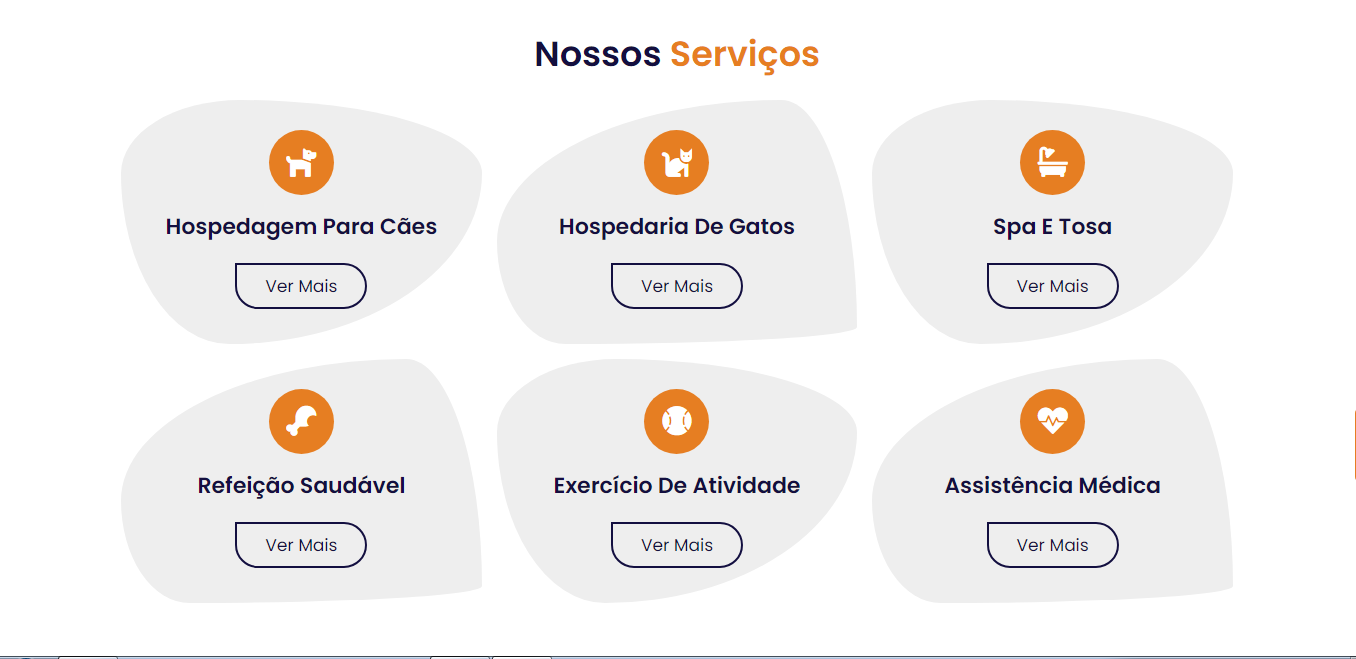 Nossos Serviços
Hospedagem Para Cães
Hospedaria De Gatos
Spa E Tosa
Ver Mais
Ver Mais
Ver Mais
Refeição Saudável
Exercício De Atividade
Assistência Médica
Ver Mais
Ver Mais
Ver Mais